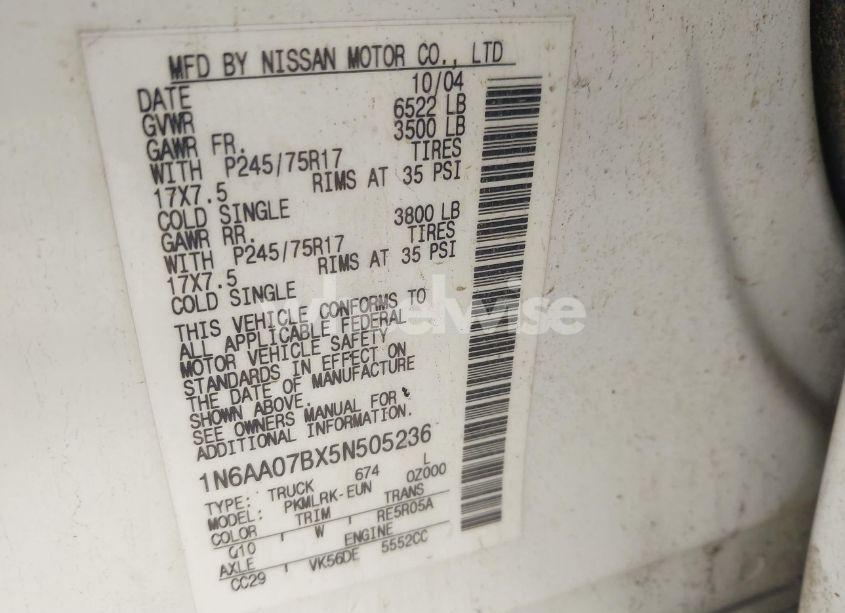 MFD BY NISSAN MOTOR CO., LTD
DATE 10/04
GVWR 6522 LB
GAWR FR. 3500 LB
WITH P245/75R17 TIRES
17X7.5 RIMS AT 35 PSI
COLD SINGLE
GAWR RR. 3800 LB
WITH P245/75R17 TIRES
17X7.5 RIMS AT 35 PSI
COLD SINGLE
THIS VEHICLE CONFORMS TO
ALL APPLICABLE FEDERAL
MOTOR VEHICLE SAFETY
STANDARDS IN EFFECT ON
THE DATE OF MANUFACTURE
SHOWN ABOVE.
SEE OWNERS MANUAL FOR
ADDITIONAL INFORMATION.
1N6AA07BX5N505236
TYPE: TRUCK 674 L
MODEL: PKMLRK-EUN 0Z000
COLOR TRIM TRANS
Q10 W RE5R05A
AXLE ENGINE
CC29 VK56DE 5552CC